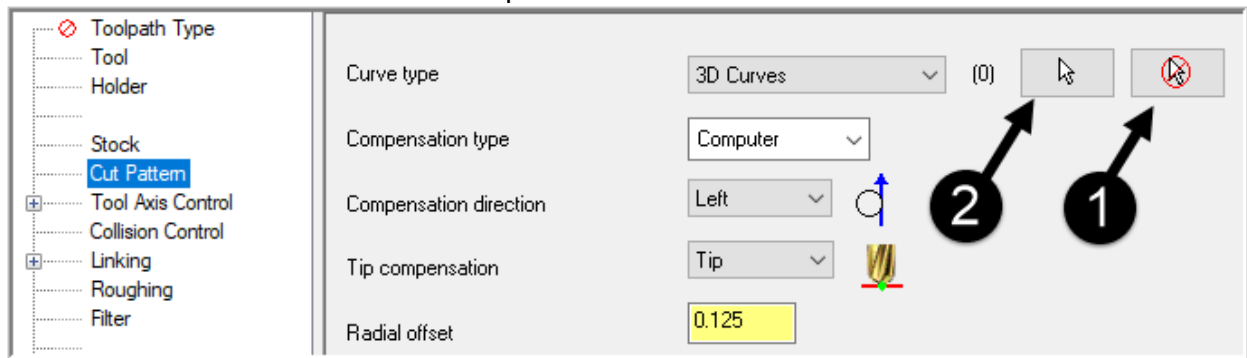 Toolpath Type
Tool
Holder
Stock
Cut Pattern
Tool Axis Control
Collision Control
Linking
Roughing
Filter
Curve type 3D Curves (0)
Compensation type Computer
Compensation direction Left
Tip compensation Tip
Radial offset 0.125
2 1